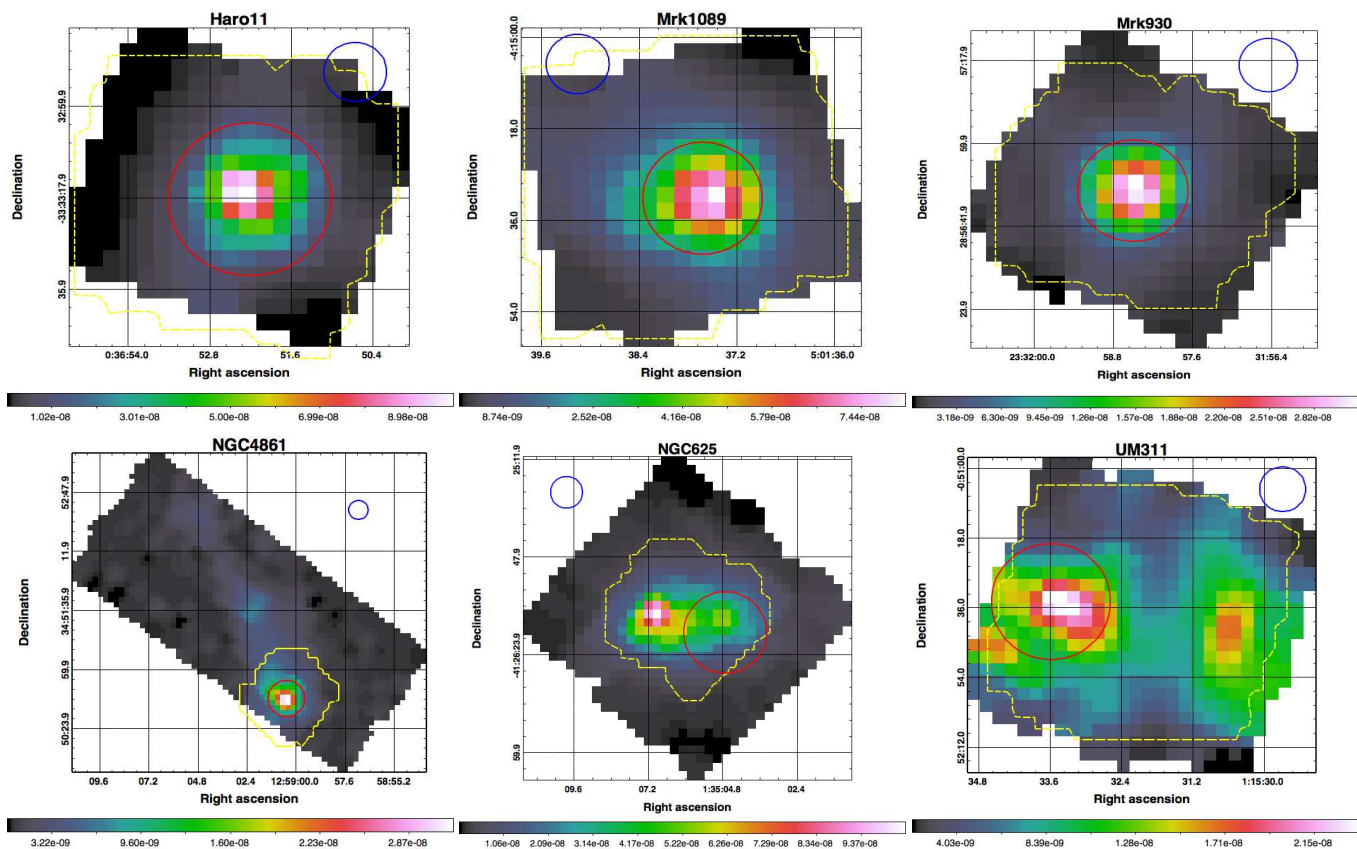 Haro11
Declination
32:59.9
-33:33:17.9
35.9
0:36:54.0 52.8 51.6 50.4
Right ascension
1.02e-08 3.01e-08 5.00e-08 6.99e-08 8.98e-08
Mrk1089
Declination
-4:15:00.0
18.0
36.0
54.0
39.6 38.4 37.2 5:01:36.0
Right ascension
8.74e-09 2.52e-08 4.16e-08 5.79e-08 7.44e-08
Mrk930
Declination
57:17.9
59.9
28:56:41.9
23.9
23:32:00.0 58.8 57.6 31:56.4
Right ascension
3.18e-09 6.30e-09 9.45e-09 1.26e-08 1.57e-08 1.88e-08 2.20e-08 2.51e-08 2.82e-08
NGC4861
Declination
52:47.9
11.9
34:51:35.9
59.9
50:23.9
09.6 07.2 04.8 02.4 12:59:00.0 57.6 58:55.2
Right ascension
3.22e-09 9.60e-09 1.60e-08 2.23e-08 2.87e-08
NGC625
Declination
25:11.9
47.9
-41:26:23.9
59.9
09.6 07.2 1:35:04.8 02.4
Right ascension
1.06e-08 2.09e-08 3.14e-08 4.17e-08 5.22e-08 6.26e-08 7.29e-08 8.34e-08 9.37e-08
UM311
Declination
-0:51:00.0
18.0
36.0
54.0
52:12.0
34.8 33.6 32.4 31.2 1:15:30.0
Right ascension
4.03e-09 8.39e-09 1.28e-08 1.71e-08 2.15e-08